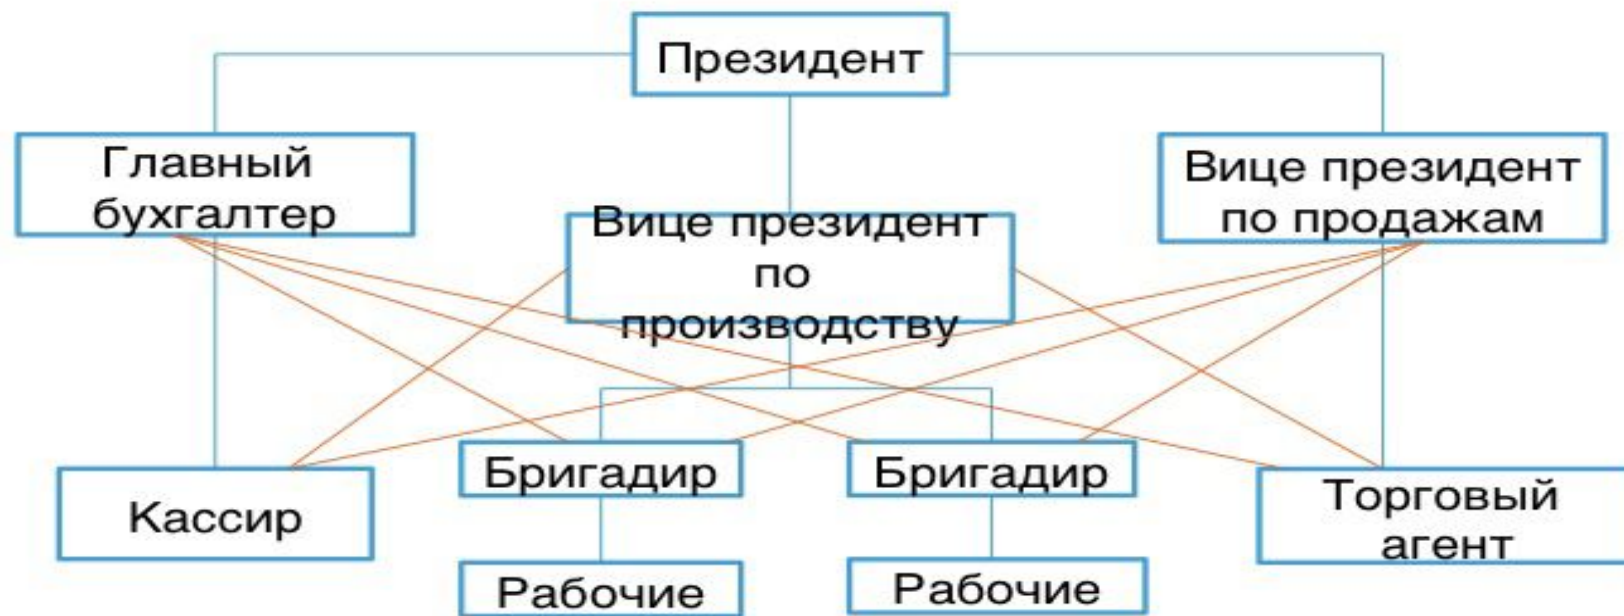 Президент
Главный
бухгалтер
Вице президент
по
производству
Вице президент
по продажам
Кассир
Бригадир
Бригадир
Торговый
агент
Рабочие
Рабочие